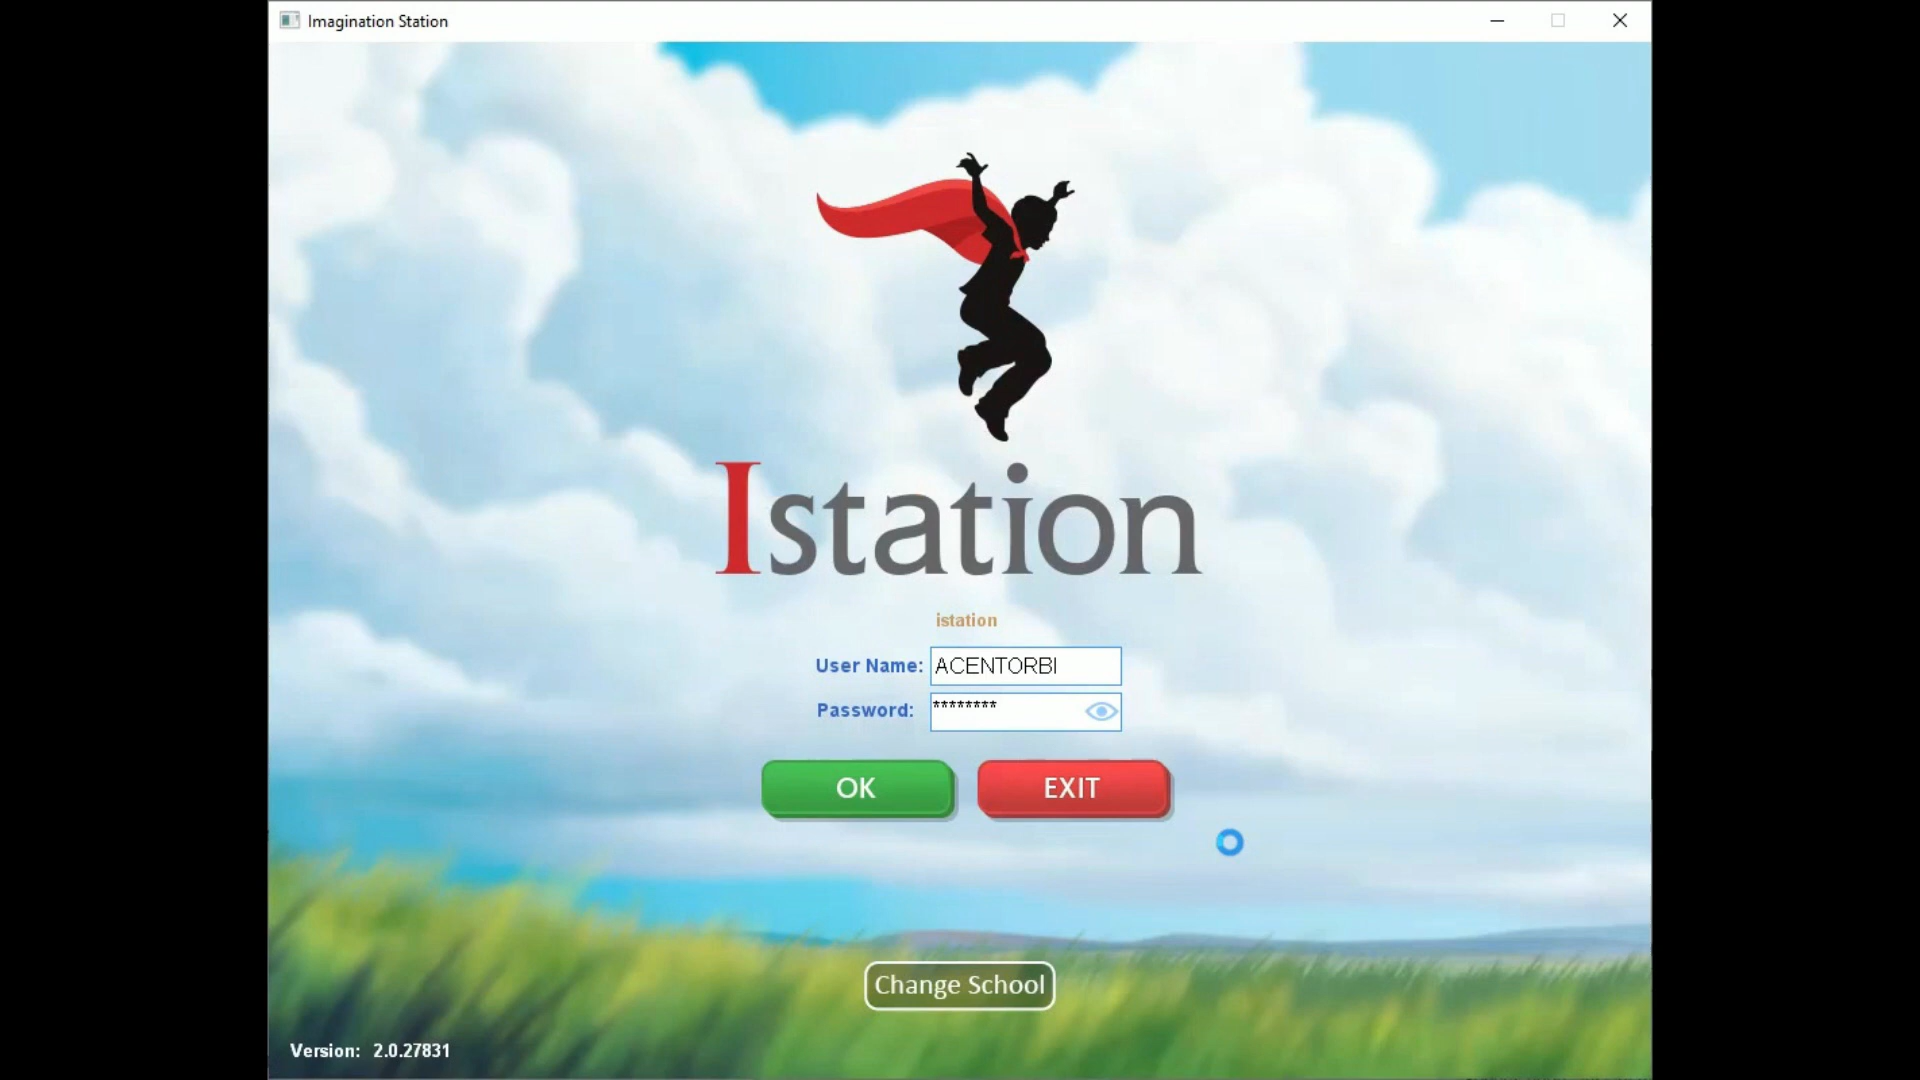 Imagination Station
Istation
istation
User Name: ACENTORBI
Password: ********
OK EXIT
Change School
Version: 2.0.27831